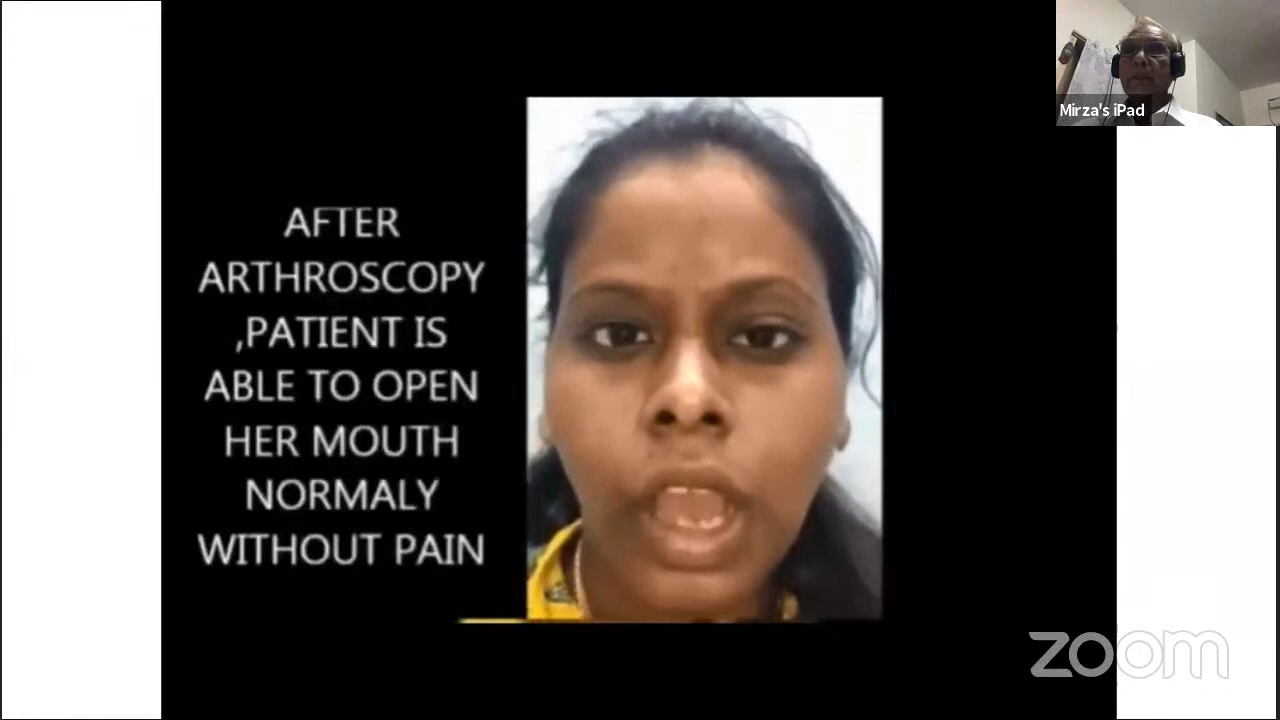 AFTER
ARTHROSCOPY
,PATIENT IS
ABLE TO OPEN
HER MOUTH
NORMALY
WITHOUT PAIN
Mirza's iPad
zoom